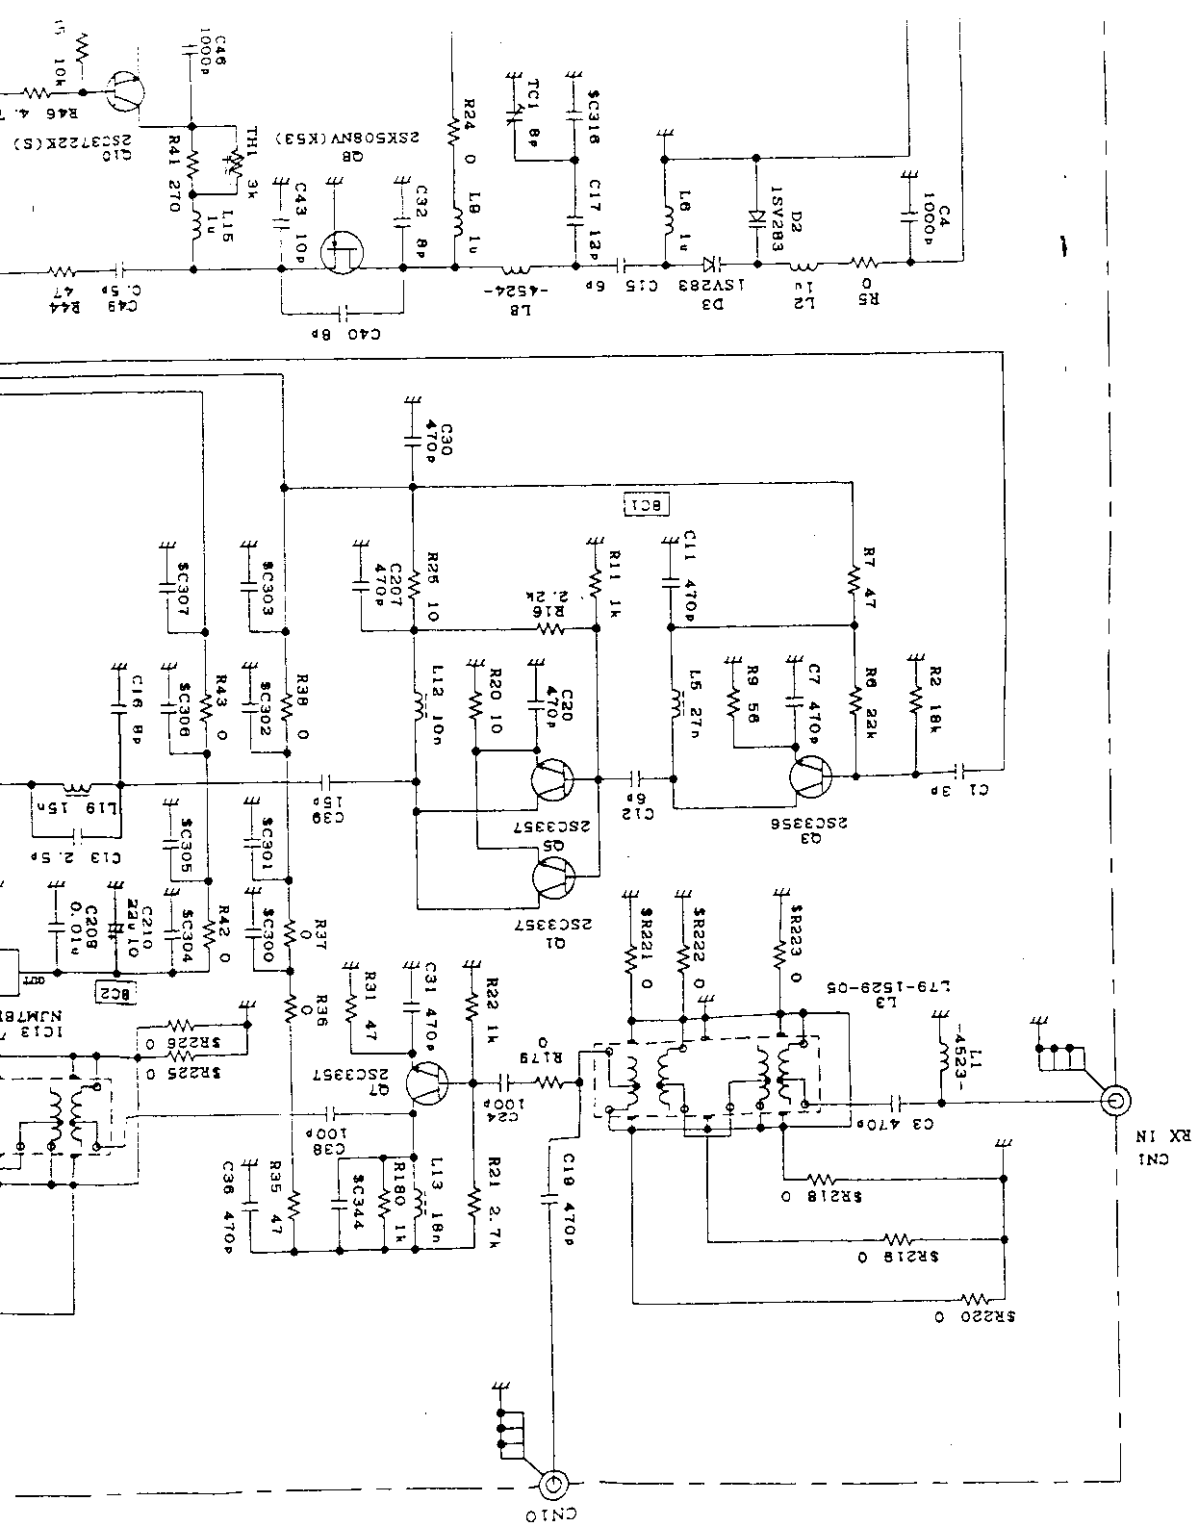 10k
R46 4.7
Q10
2SC3722K(S)
C46
1000p
R41 270
TH1 3k
L15
1u
R44
47
C49
0.5p
C43 10p
Q8
2SK508NV(K53)
C32 8p
C40 8p
R24 0
L9 1u
L8
-4524-
TC1 8p
$C316
C17 12p
C15
6p
L6 1u
D3
1SV283
D2
1SV283
L2
1u
R5
0
C4
1000p
C30
470p
BC1
C207
470p
R25 10
R16
2.2k
R11 1k
C11 470p
R7 47
$C307
$C303
C16 8p
$C306
R43 0
$C302
R38 0
L12 10n
R20 10
C20
470p
L5 27n
R9 56
C7 470p
R6 22k
R2 18k
L19 15n
C13 2.5p
C39
15p
Q5
2SC3357
C12
6p
Q3
2SC3356
C1
3p
$C305
$C301
Q1
2SC3357
C209
0.01u
C210
22u10
$C304
R42 0
$C300
R37
0
$R221 0
$R222 0
$R223 0
OUT
BC2
IC13
R36
0
R31 47
C31 470p
R22 1k
L3
L79-1529-05
$R226 0
$R225 0
Q7
2SC3357
C24
100p
R179
0
L1
-4523-
C38
100p
C3 470p
CN1
RX IN
C36 470p
R35 47
$C344
R180 1k
L13 18n
R21 2.7k
C19 470p
$R218 0
$R219 0
$R220 0
CN10